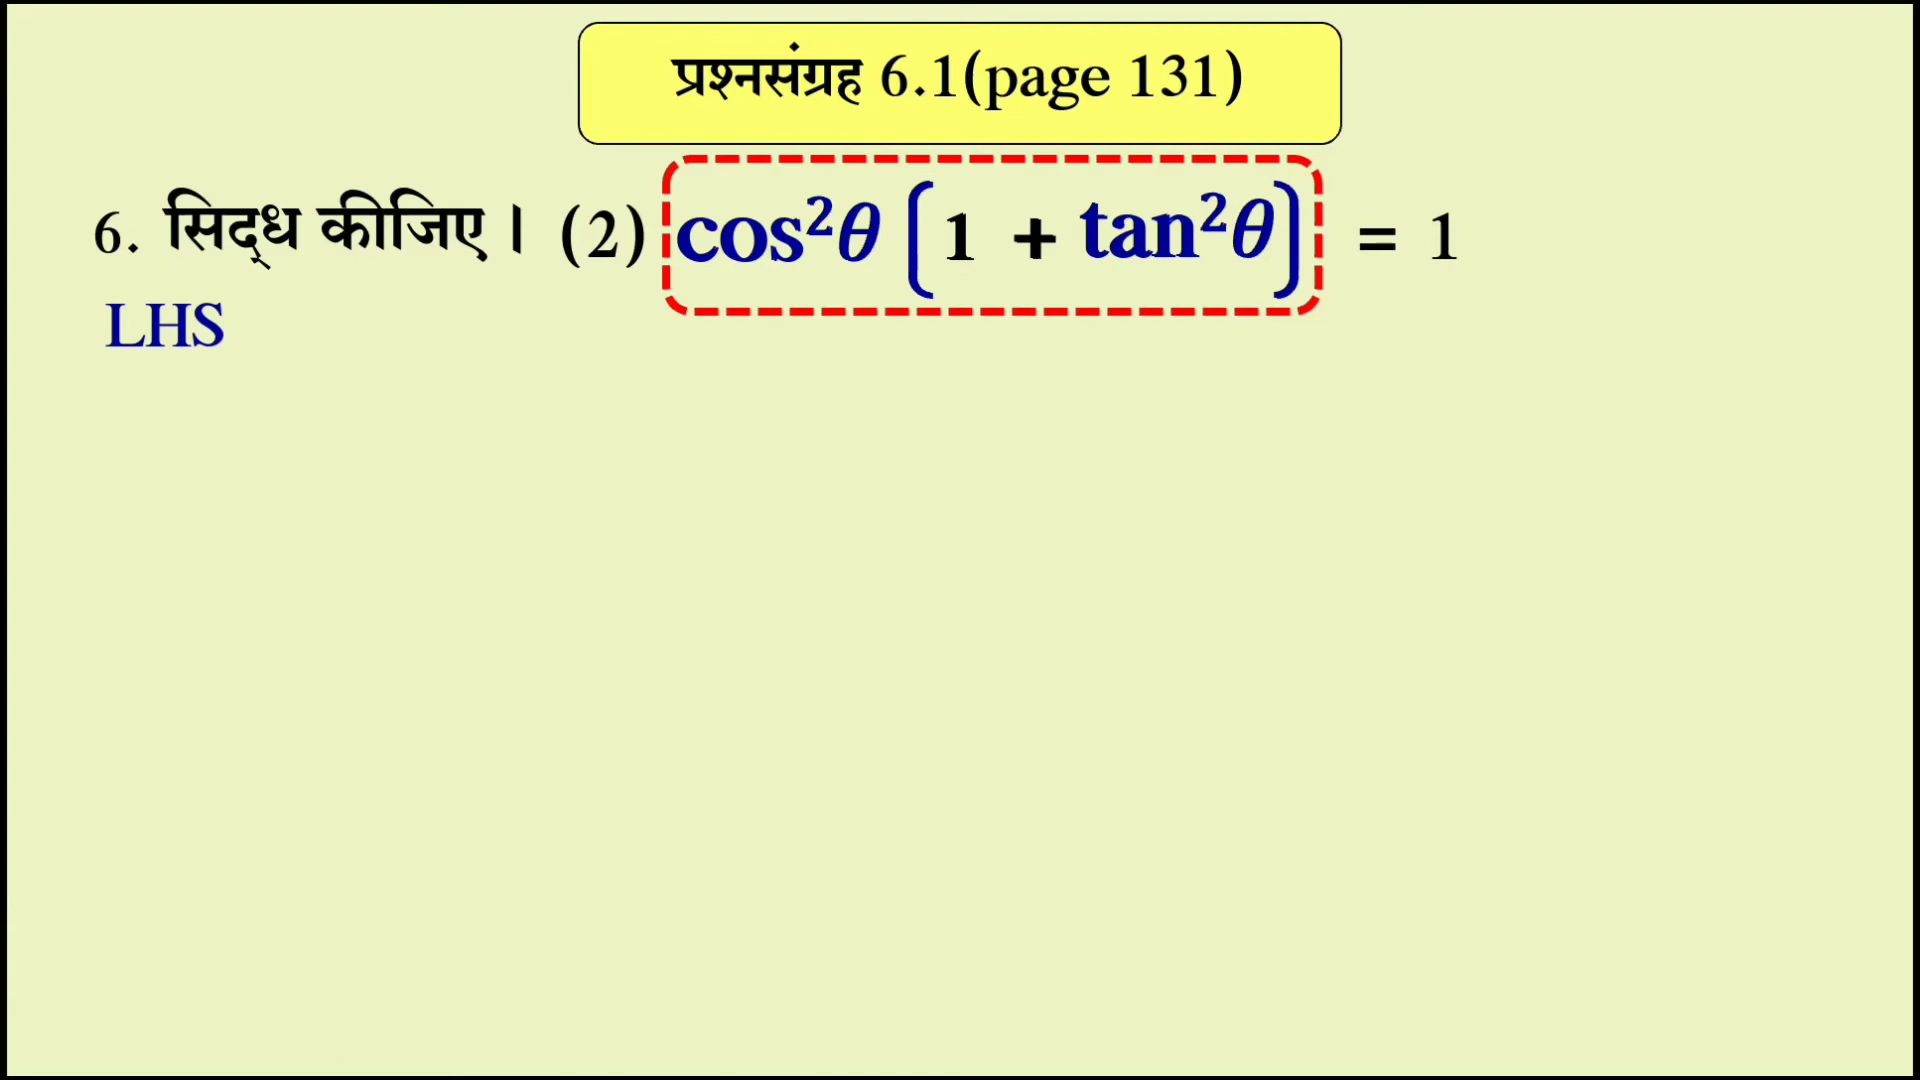 प्रश्नसंग्रह 6.1(page 131)
6. सिद्ध कीजिए । (2) cos²θ (1 + tan²θ) = 1
LHS